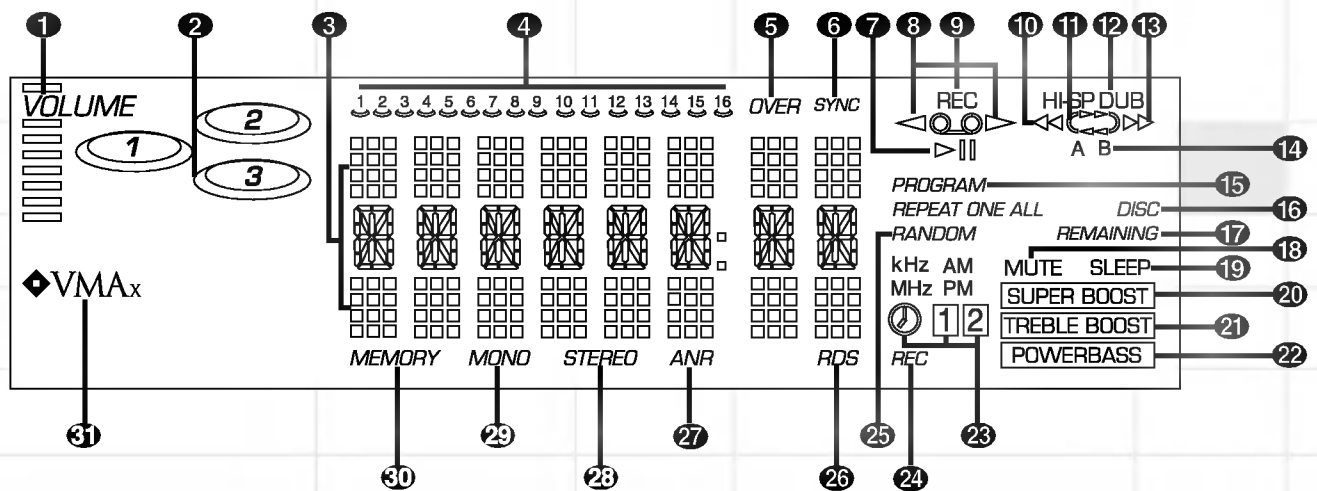 1 2 3 4 5 6 7 8 9 10 11 12 13
VOLUME
1 2 3 4 5 6 7 8 9 10 11 12 13 14 15 16
OVER SYNC
REC
HI-SP DUB
2
1
3
A B 14
PROGRAM 15
REPEAT ONE ALL DISC 16
RANDOM REMAINING 17
18
kHz AM MUTE SLEEP 19
MHz PM SUPER BOOST 20
VMAx
1 2 TREBLE BOOST 21
MEMORY MONO STEREO ANR RDS REC POWERBASS 22
31 30 29 28 27 26 25 24 23